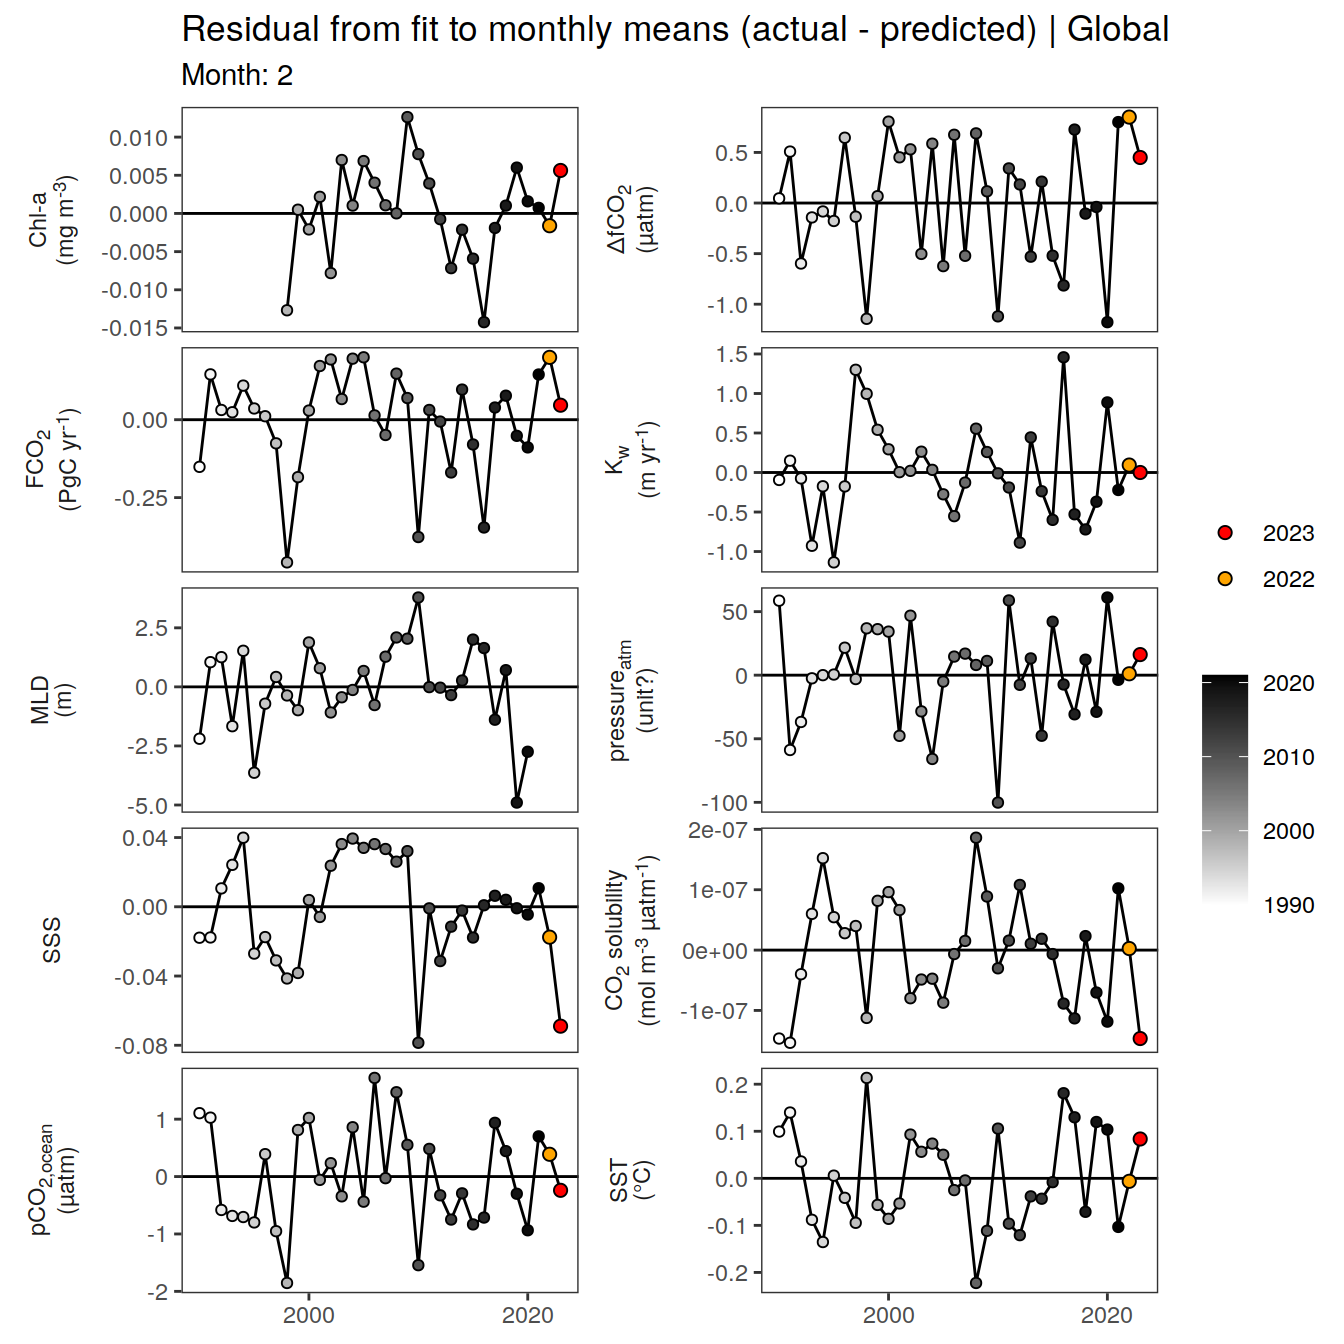 Residual from fit to monthly means (actual - predicted) | Global
Month: 2
Chl-a
(mg m-3)
0.010
0.005
0.000
-0.005
-0.010
-0.015
ΔfCO2
(µatm)
0.5
0.0
-0.5
-1.0
FCO2
(PgC yr-1)
0.00
-0.25
Kw
(m yr-1)
1.5
1.0
0.5
0.0
-0.5
-1.0
MLD
(m)
2.5
0.0
-2.5
-5.0
pressureatm
(unit?)
50
0
-50
-100
SSS
0.04
0.00
-0.04
-0.08
CO2 solubility
(mol m-3 µatm-1)
2e-07
1e-07
0e+00
-1e-07
pCO2,ocean
(µatm)
1
0
-1
-2
2000
2020
SST
(°C)
0.2
0.1
0.0
-0.1
-0.2
2000
2020
2023
2022
2020
2010
2000
1990